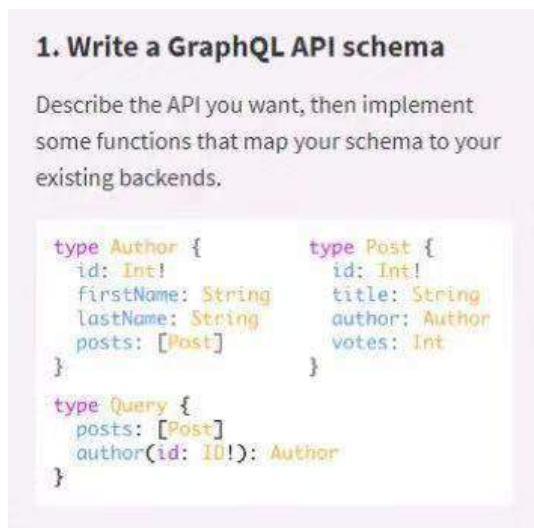 1. Write a GraphQL API schema
Describe the API you want, then implement
some functions that map your schema to your
existing backends.
type Author {
id: Int!
firstName: String
lastName: String
posts: [Post]
}
type Post {
id: Int!
title: String
author: Author
votes: Int
}
type Query {
posts: [Post]
author(id: ID!): Author
}